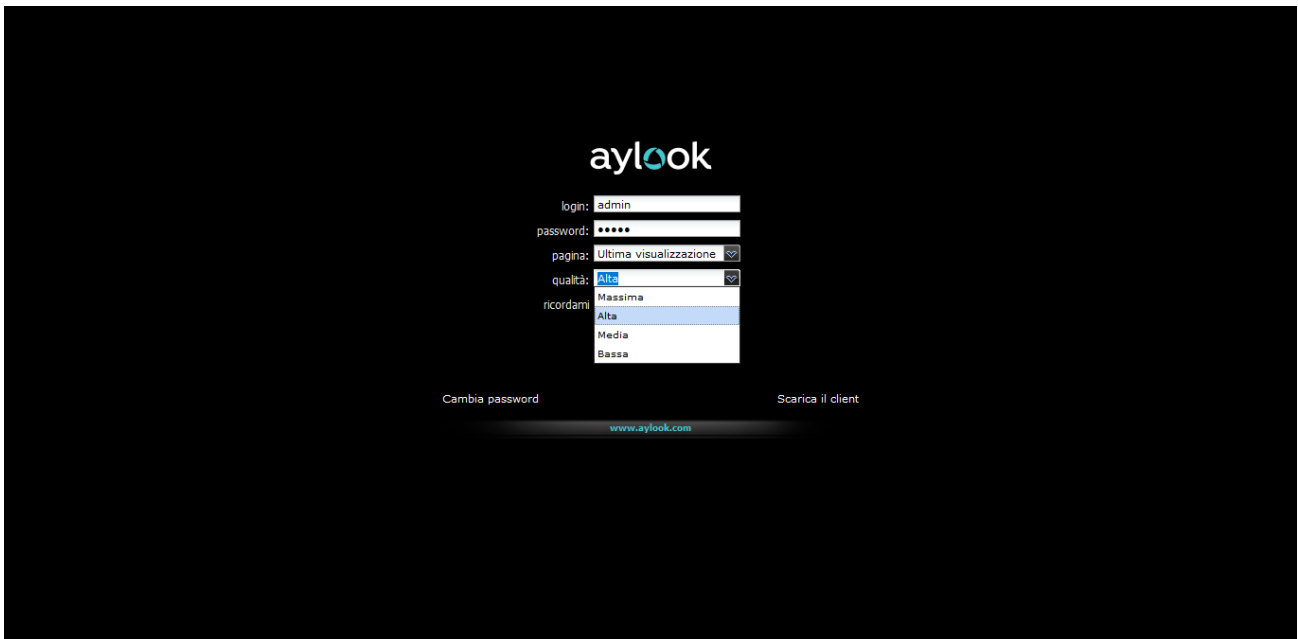 aylook
login: admin
password: •••••
pagina: Ultima visualizzazione
qualità: Alta
ricordami
Massima
Alta
Media
Bassa
Cambia password
Scarica il client
www.aylook.com